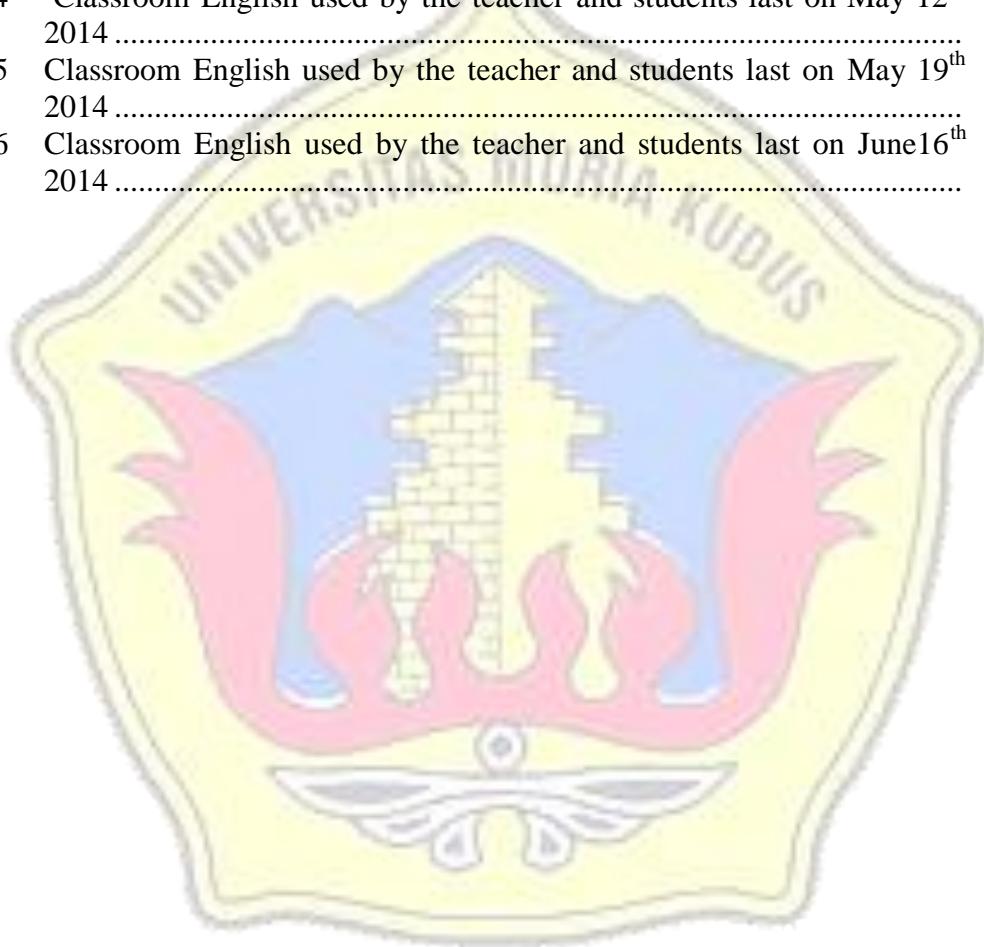 4 Classroom English used by the teacher and students last on May 12
2014 ..........................................................................................................
5 Classroom English used by the teacher and students last on May 19th
2014 ..........................................................................................................
6 Classroom English used by the teacher and students last on June16th
2014 ..........................................................................................................
UNIVERSITAS MURIA KUDUS